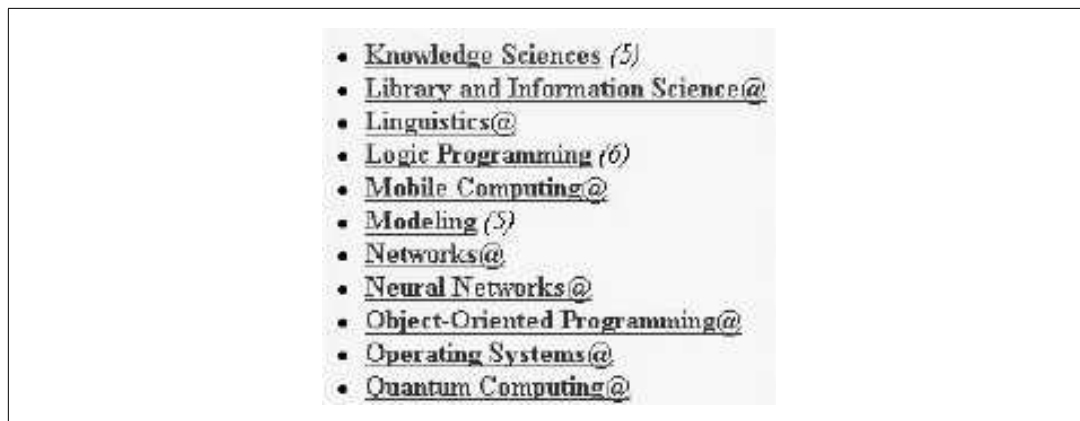 • Knowledge Sciences (5)
• Library and Information Science@
• Linguistics@
• Logic Programming (6)
• Mobile Computing@
• Modeling (5)
• Networks@
• Neural Networks@
• Object-Oriented Programming@
• Operating Systems@
• Quantum Computing@